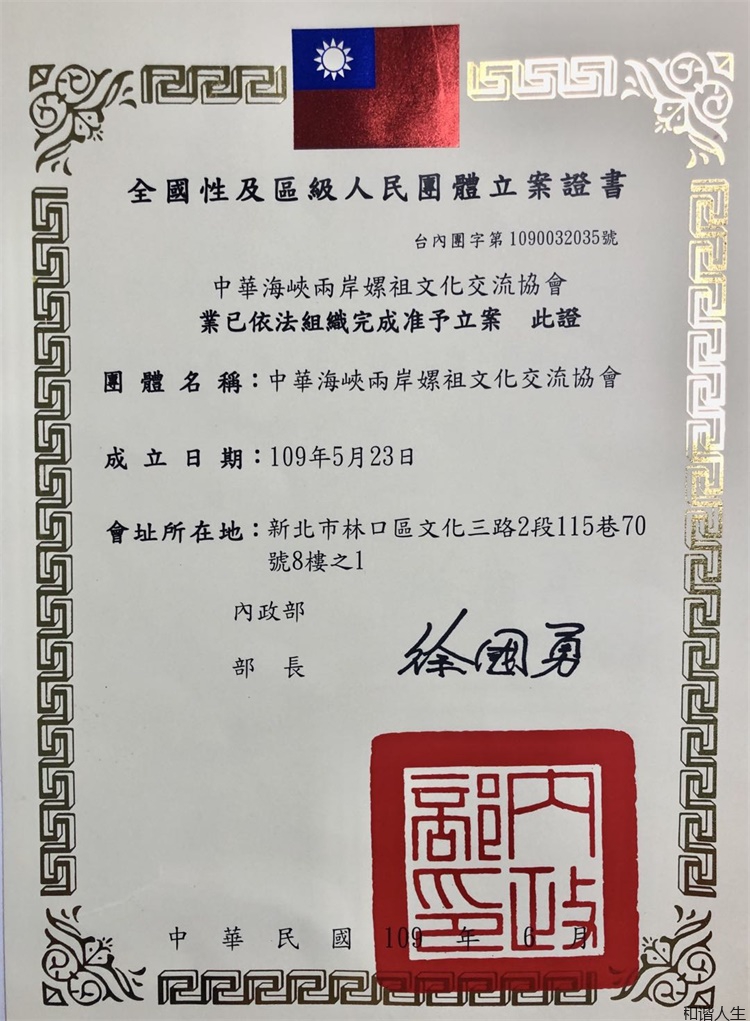 全國性及區級人民團體立案證書
台內團字第1090032035號
中華海峽兩岸嫘祖文化交流協會
業已依法組織完成准予立案 此證
團體名稱：中華海峽兩岸嫘祖文化交流協會
成立日期：109年5月23日
會址所在地：新北市林口區文化三路2段115巷70
號8樓之1
內政部
部長 徐國勇
內政
部印
中華民國 109 年 6 月
和谐人生